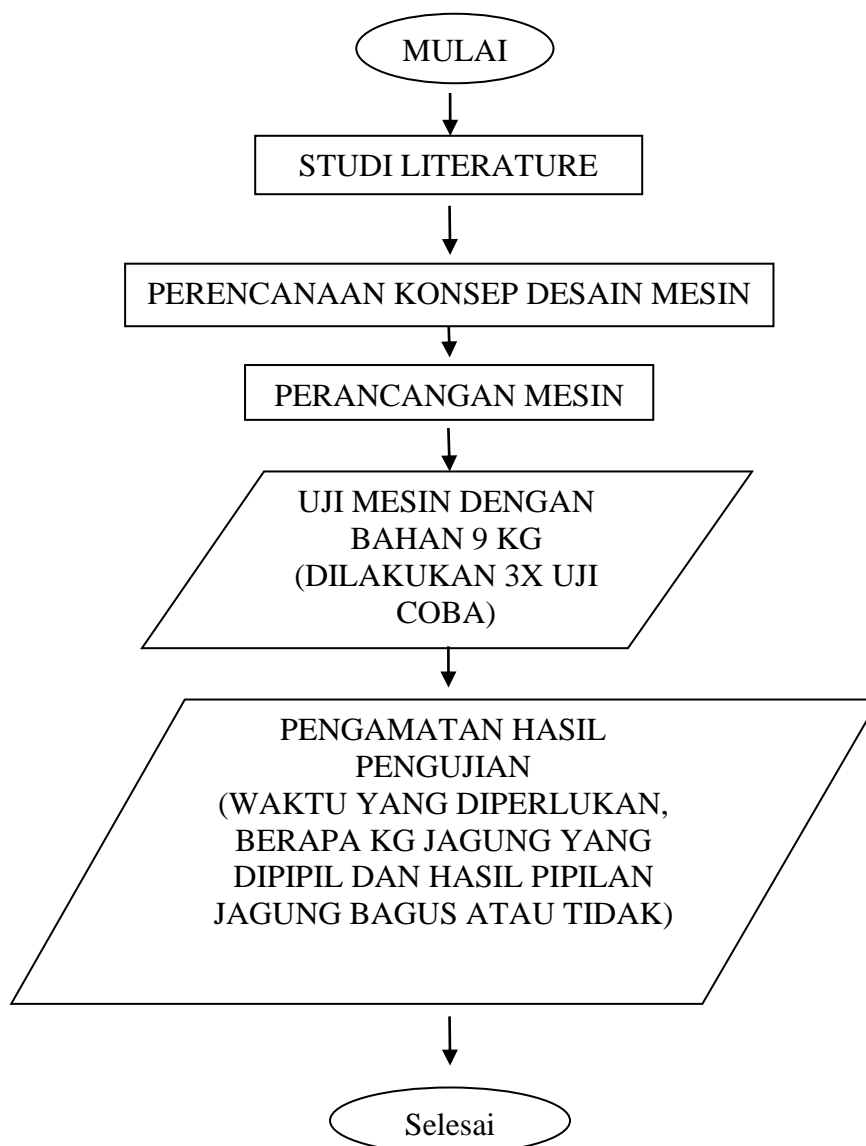 MULAI
STUDI LITERATURE
PERENCANAAN KONSEP DESAIN MESIN
PERANCANGAN MESIN
UJI MESIN DENGAN
BAHAN 9 KG
(DILAKUKAN 3X UJI
COBA)
PENGAMATAN HASIL
PENGUJIAN
(WAKTU YANG DIPERLUKAN,
BERAPA KG JAGUNG YANG
DIPIPIL DAN HASIL PIPILAN
JAGUNG BAGUS ATAU TIDAK)
Selesai